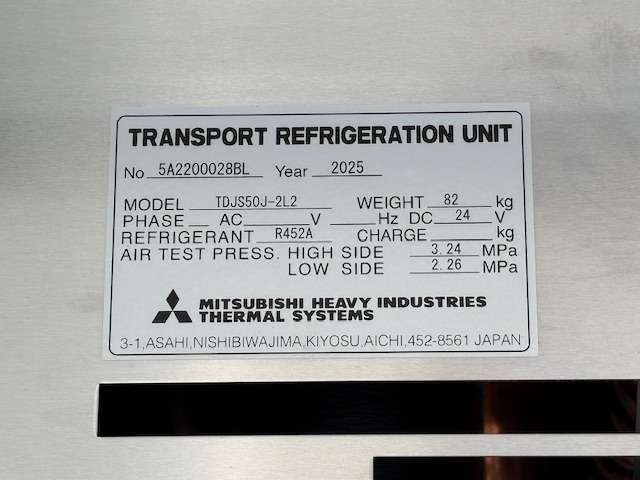 TRANSPORT REFRIGERATION UNIT
No 5A2200028BL Year 2025
MODEL TDJS50J-2L2 WEIGHT 82 kg
PHASE AC V Hz DC 24 V
REFRIGERANT R452A CHARGE kg
AIR TEST PRESS. HIGH SIDE 3.24 MPa
LOW SIDE 2.26 MPa
MITSUBISHI HEAVY INDUSTRIES
THERMAL SYSTEMS
3-1,ASAHI,NISHIBIWAJIMA,KIYOSU,AICHI,452-8561 JAPAN